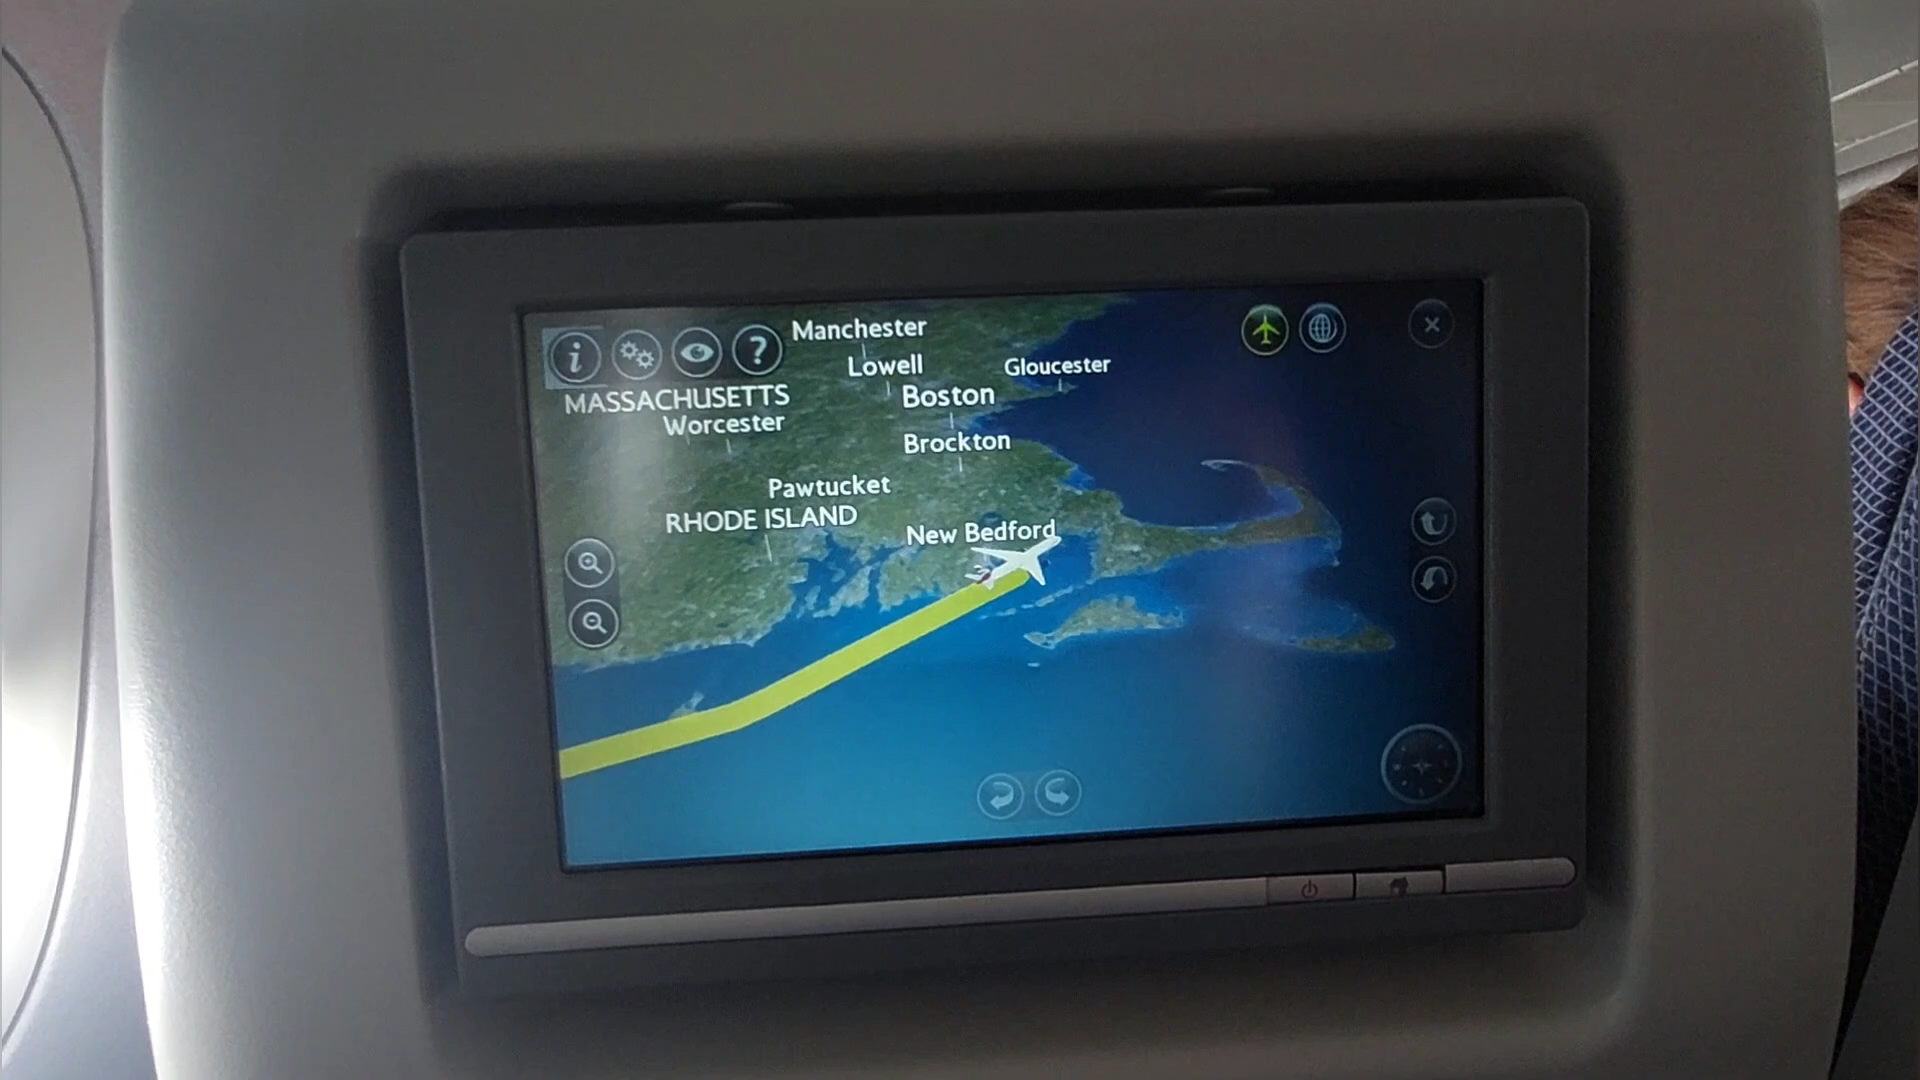 Manchester
Lowell
Gloucester
MASSACHUSETTS
Boston
Worcester
Brockton
Pawtucket
RHODE ISLAND
New Bedford